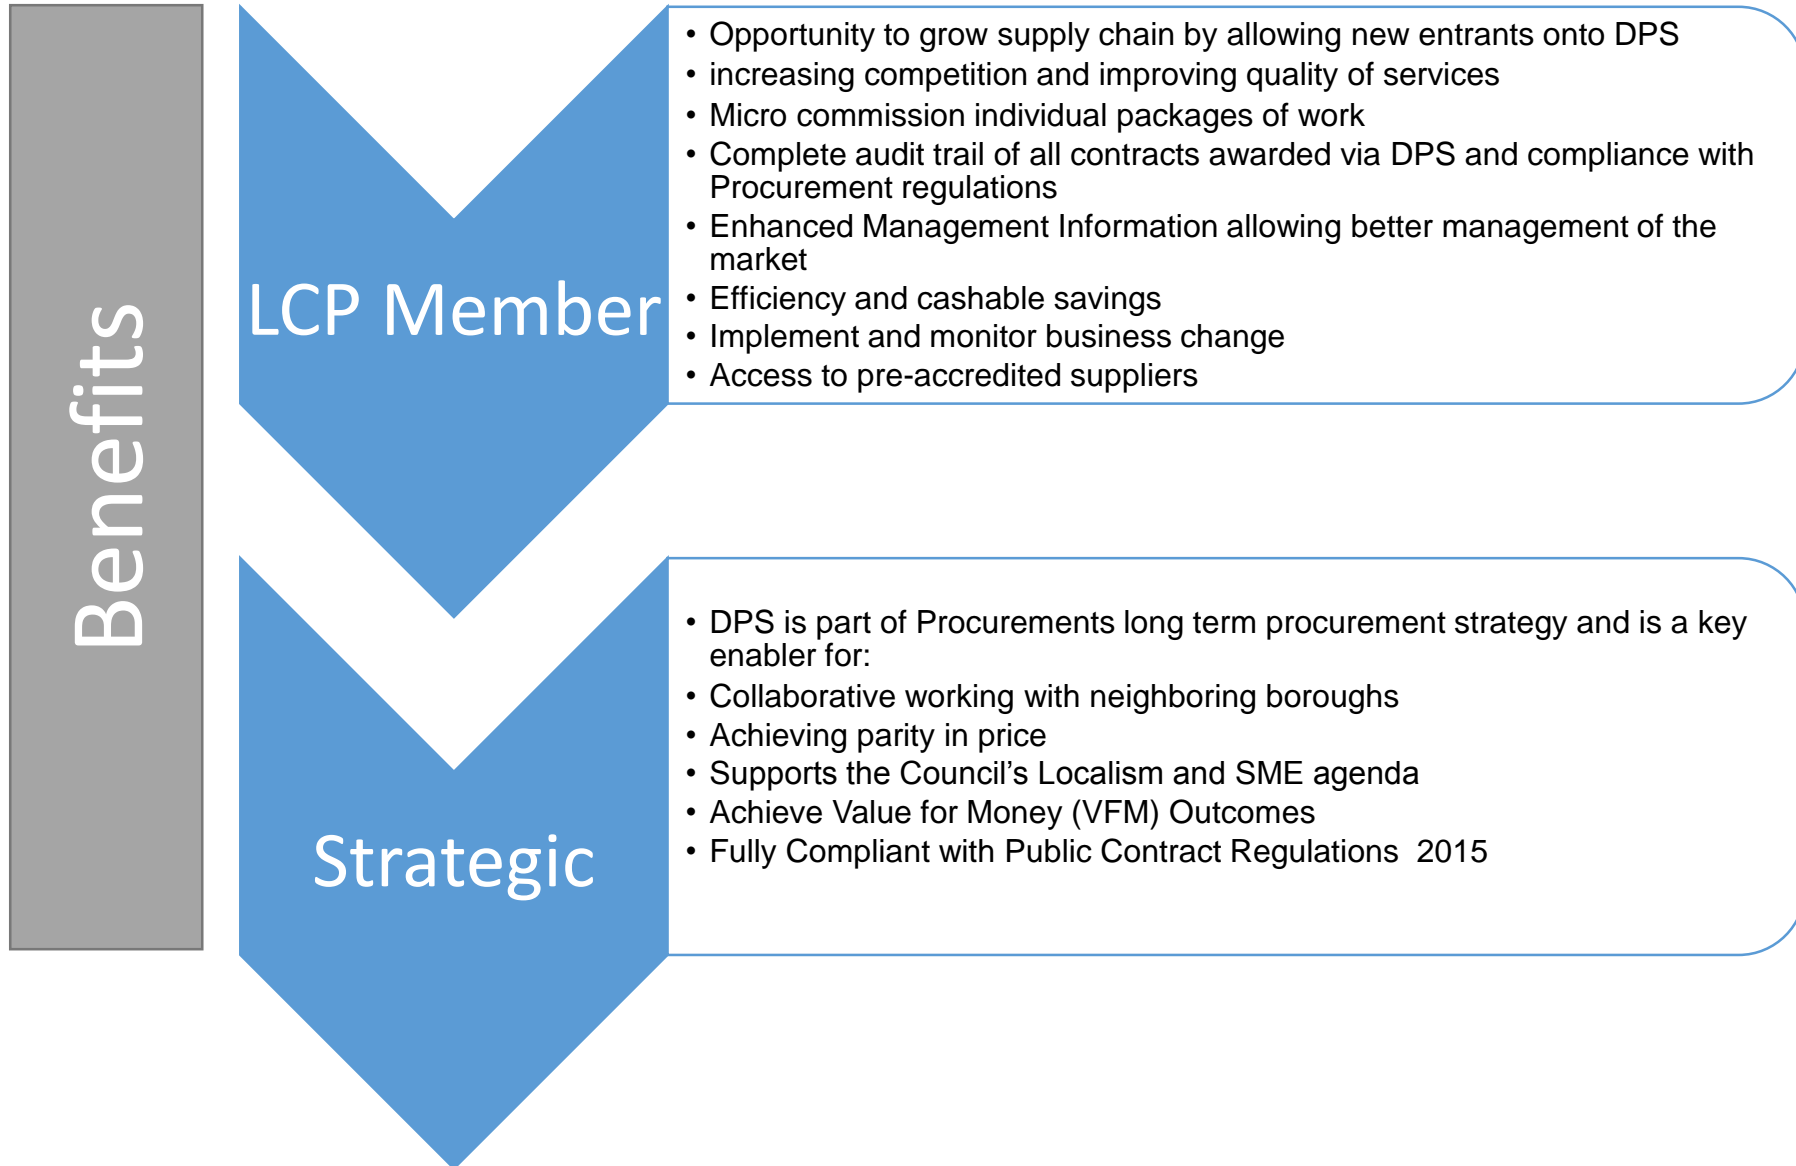 Benefits
LCP Member
• Opportunity to grow supply chain by allowing new entrants onto DPS
• increasing competition and improving quality of services
• Micro commission individual packages of work
• Complete audit trail of all contracts awarded via DPS and compliance with
Procurement regulations
• Enhanced Management Information allowing better management of the
market
• Efficiency and cashable savings
• Implement and monitor business change
• Access to pre-accredited suppliers
Strategic
• DPS is part of Procurements long term procurement strategy and is a key
enabler for:
• Collaborative working with neighboring boroughs
• Achieving parity in price
• Supports the Council’s Localism and SME agenda
• Achieve Value for Money (VFM) Outcomes
• Fully Compliant with Public Contract Regulations  2015